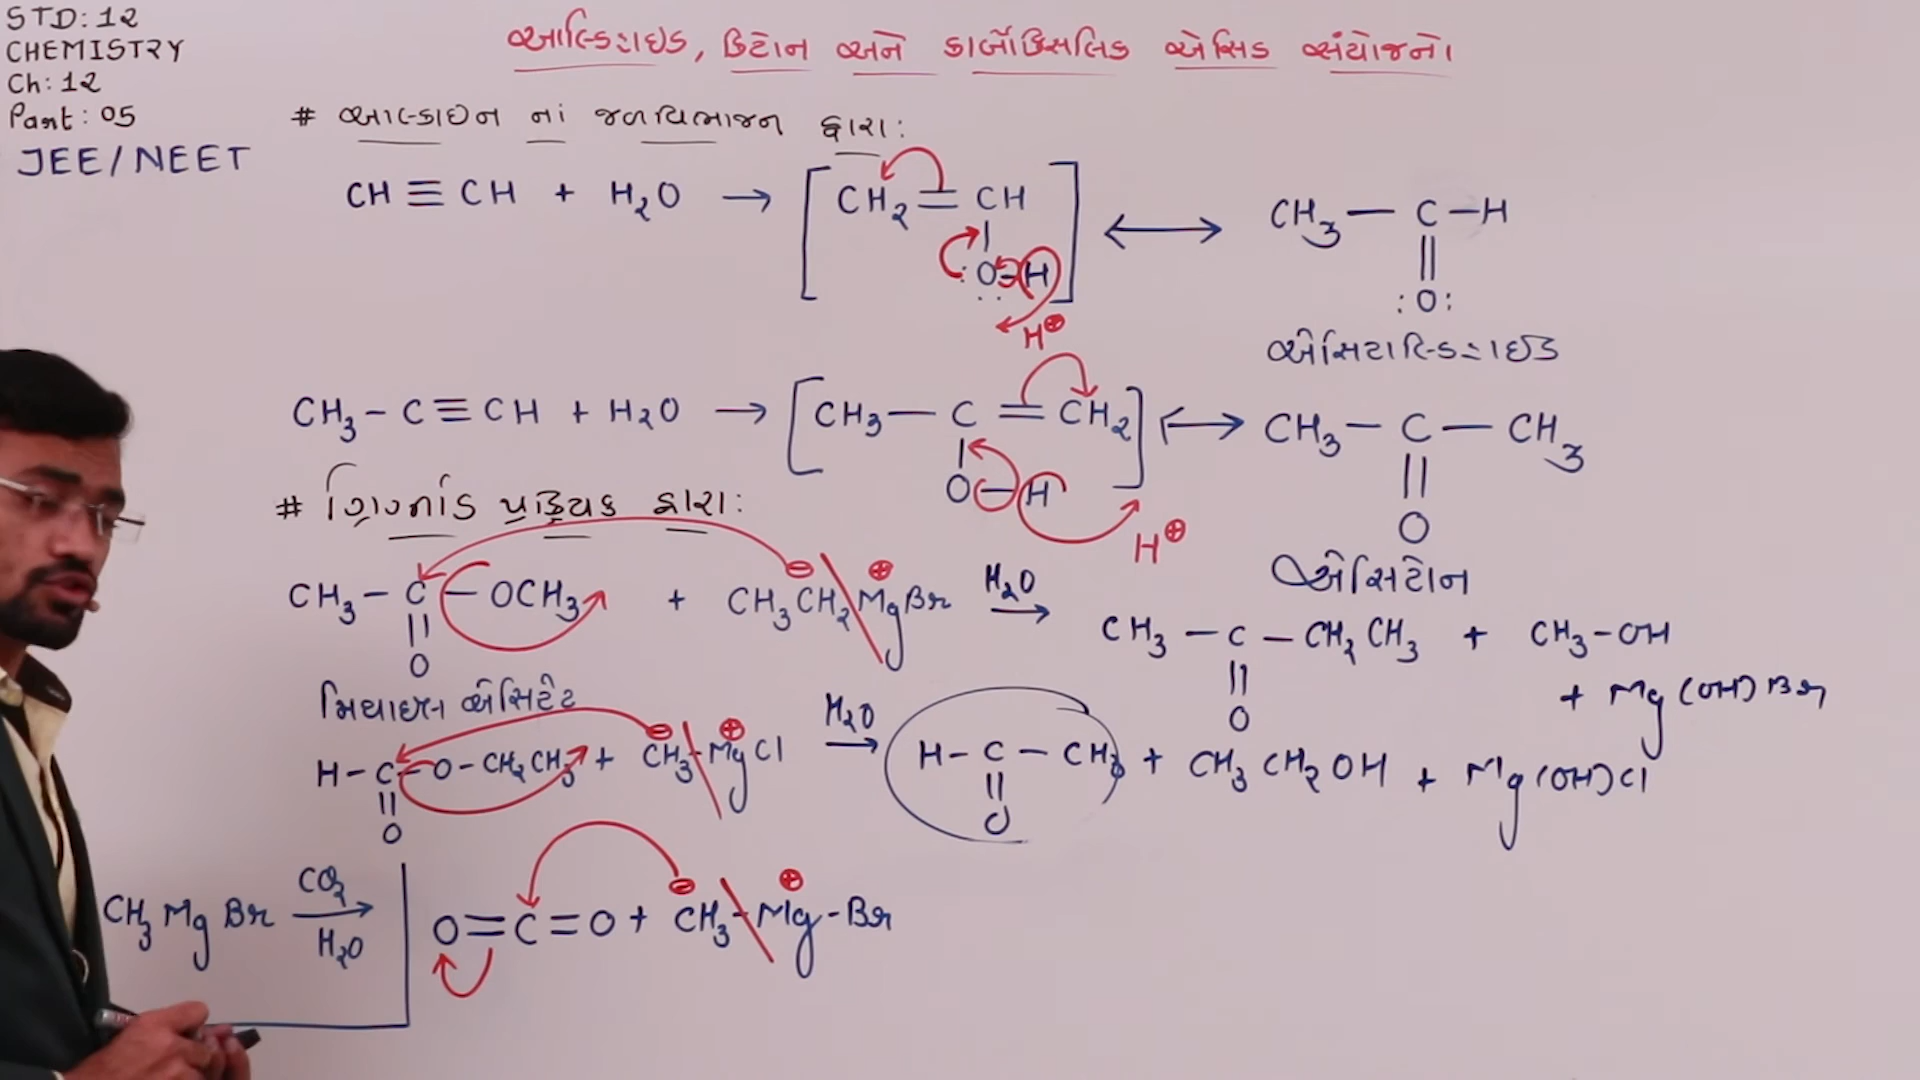 STD: 12
CHEMISTRY
Ch: 12
Part: 05
JEE/NEET
આલ્ડિહાઇડ, કિટોન અને કાર્બોક્સિલિક એસિડ સંયોજનો
# આલ્કાઇન નાં જળવિભાજન દ્વારા:
CH ≡ CH + H₂O → [CH₂ = CH ↔ CH₃ — C — H
O-H
:O:
H⊕
એસિટાલ્ડિહાઇડ
CH₃ — C ≡ CH + H₂O → [CH₃ — C = CH₂] ↔ CH₃ — C — CH₃
O — H
O
H⊕
એસિટોન
# ગ્રિગ્નાર્ડ પ્રક્રિયક દ્વારા:
CH₃ — C — OCH₃ + CH₃CH₂MgBr H₂O → CH₃ — C — CH₂CH₃ + CH₃-OH
⊖ ⊕
O
O
+ Mg(OH)Br
મિથાઇલ એસિટેટ
H - C - O - CH₂CH₃ + CH₃-MgCl H₂O → H - C - CH₃ + CH₃CH₂OH + Mg(OH)Cl
⊖ ⊕
O
O
CH₃MgBr CO₂ → H₂O
O = C = O + CH₃-Mg-Br
⊖ ⊕